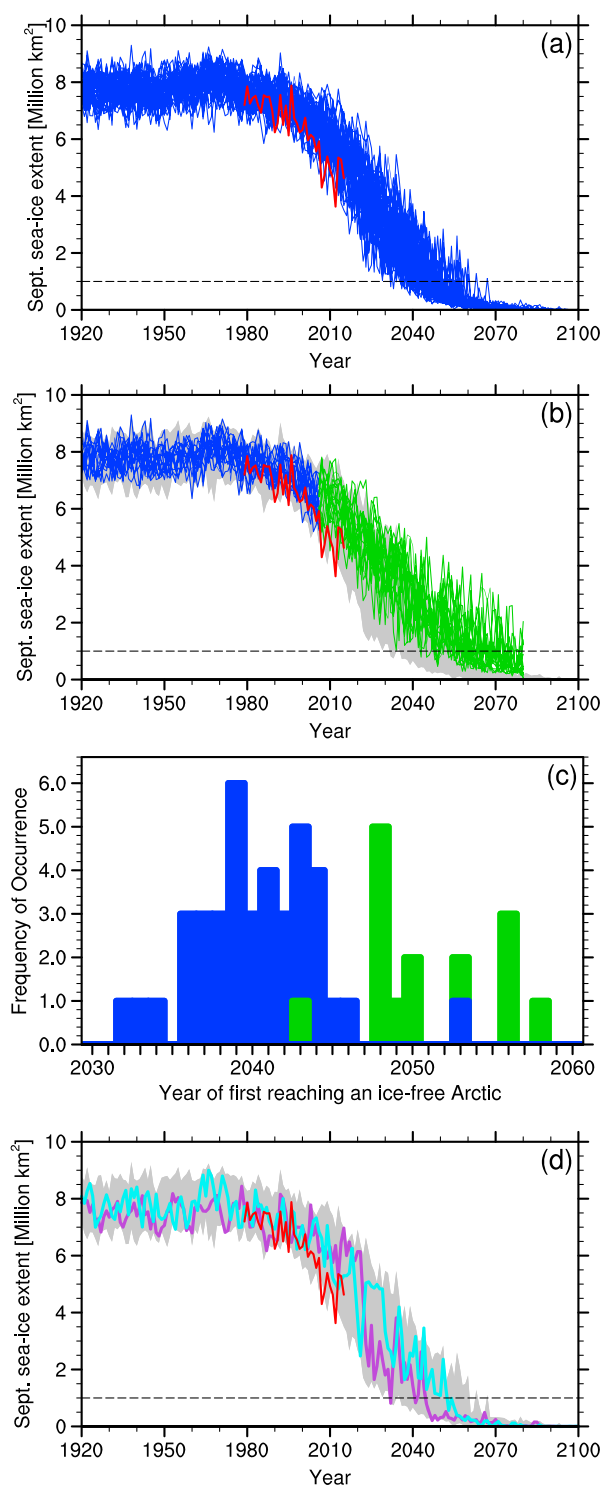 (a)
Sept. sea-ice extent [Million km²]
10
8
6
4
2
0
1920 1950 1980 2010 2040 2070 2100
Year
(b)
Sept. sea-ice extent [Million km²]
10
8
6
4
2
0
1920 1950 1980 2010 2040 2070 2100
Year
(c)
Frequency of Occurrence
6.0
5.0
4.0
3.0
2.0
1.0
0.0
2030 2040 2050 2060
Year of first reaching an ice-free Arctic
(d)
Sept. sea-ice extent [Million km²]
10
8
6
4
2
0
1920 1950 1980 2010 2040 2070 2100
Year